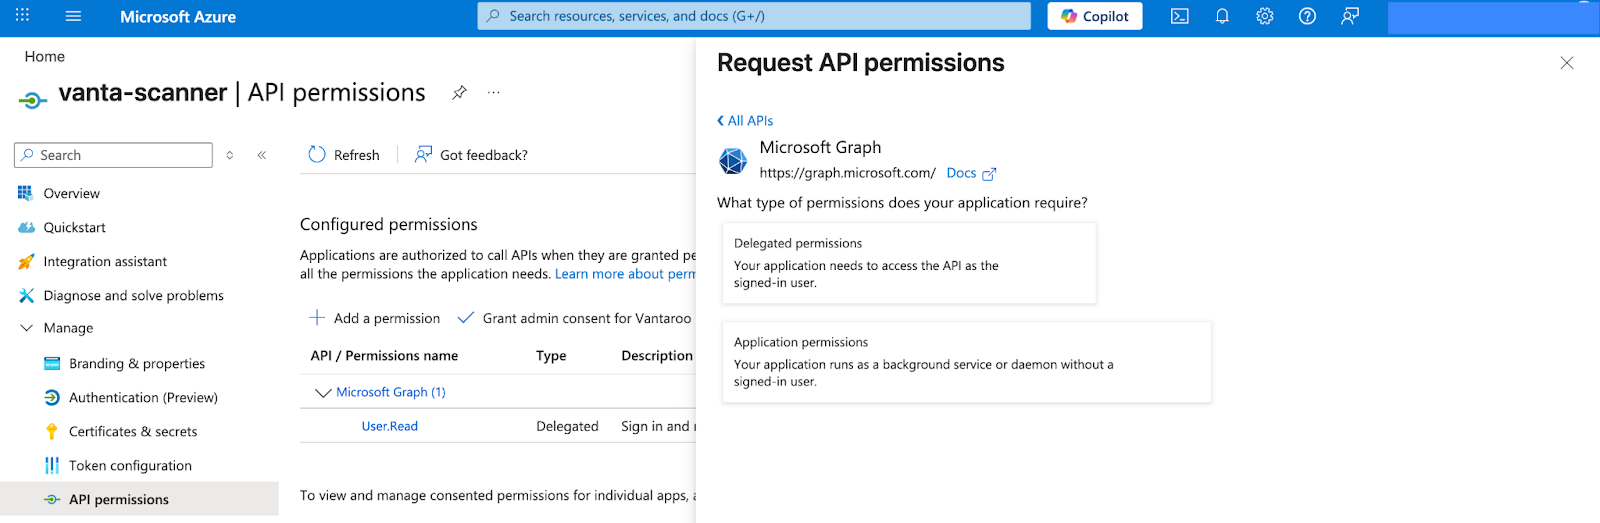 Microsoft Azure
Search resources, services, and docs (G+/)
Copilot
Home
vanta-scanner | API permissions
...
Search
Overview
Quickstart
Integration assistant
Diagnose and solve problems
Manage
Branding & properties
Authentication (Preview)
Certificates & secrets
Token configuration
API permissions
Refresh
Got feedback?
Configured permissions
Applications are authorized to call APIs when they are granted pe
all the permissions the application needs. Learn more about perm
Add a permission
Grant admin consent for Vantaroo
API / Permissions name Type Description
Microsoft Graph (1)
User.Read Delegated Sign in and
To view and manage consented permissions for individual apps,
Request API permissions
All APIs
Microsoft Graph
https://graph.microsoft.com/ Docs
What type of permissions does your application require?
Delegated permissions
Your application needs to access the API as the
signed-in user.
Application permissions
Your application runs as a background service or daemon without a
signed-in user.